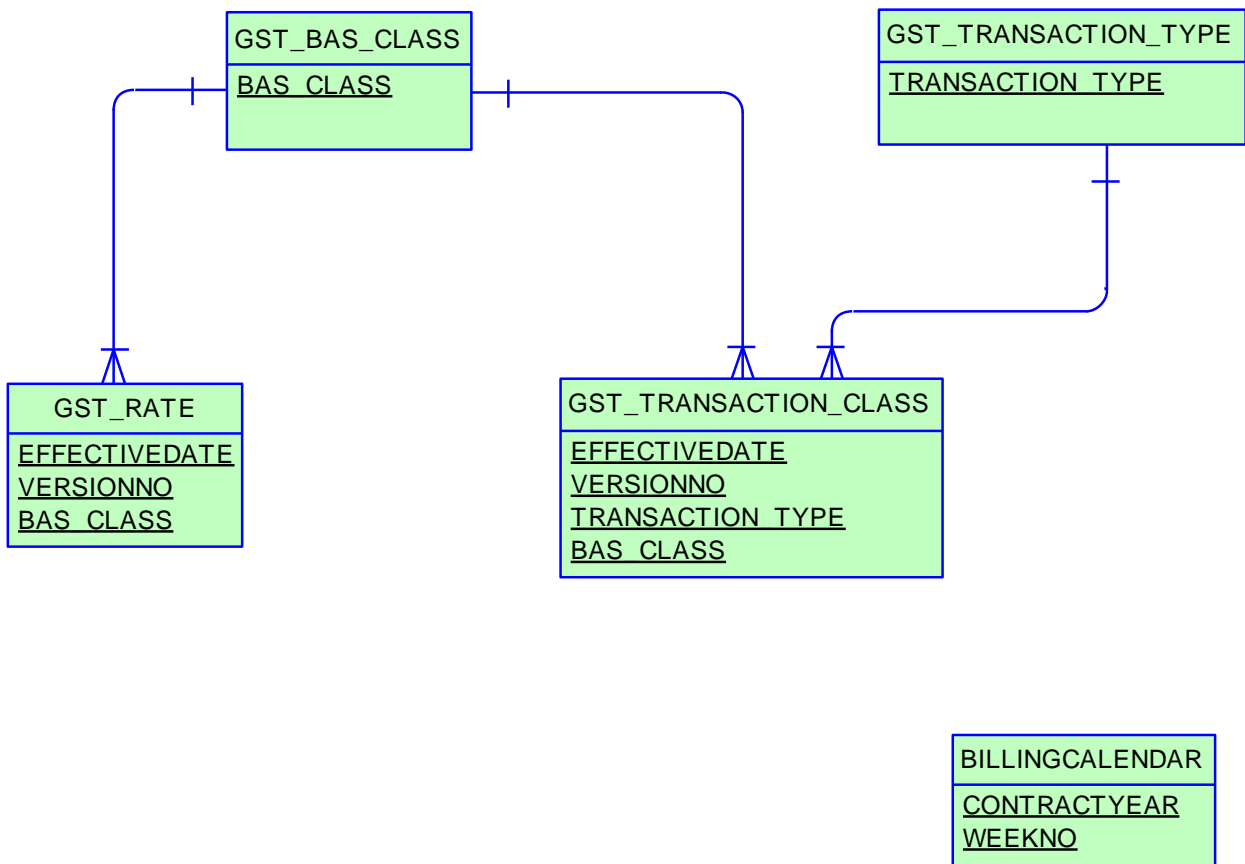 GST_BAS_CLASS
BAS_CLASS
GST_TRANSACTION_TYPE
TRANSACTION_TYPE
GST_RATE
EFFECTIVEDATE
VERSIONNO
BAS_CLASS
GST_TRANSACTION_CLASS
EFFECTIVEDATE
VERSIONNO
TRANSACTION_TYPE
BAS_CLASS
BILLINGCALENDAR
CONTRACTYEAR
WEEKNO